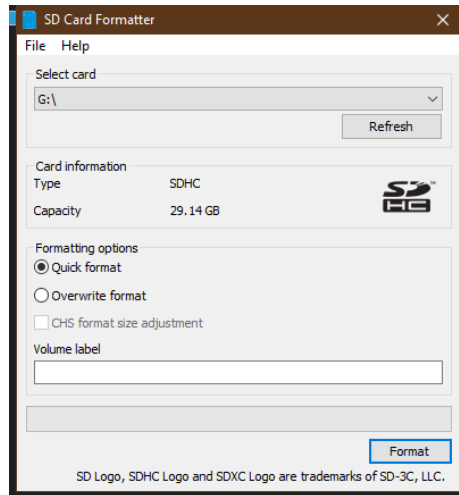 SD Card Formatter
File Help
Select card
G:\
Refresh
Card information
Type SDHC
Capacity 29.14 GB
SD HC
Formatting options
Quick format
Overwrite format
CHS format size adjustment
Volume label
Format
SD Logo, SDHC Logo and SDXC Logo are trademarks of SD-3C, LLC.